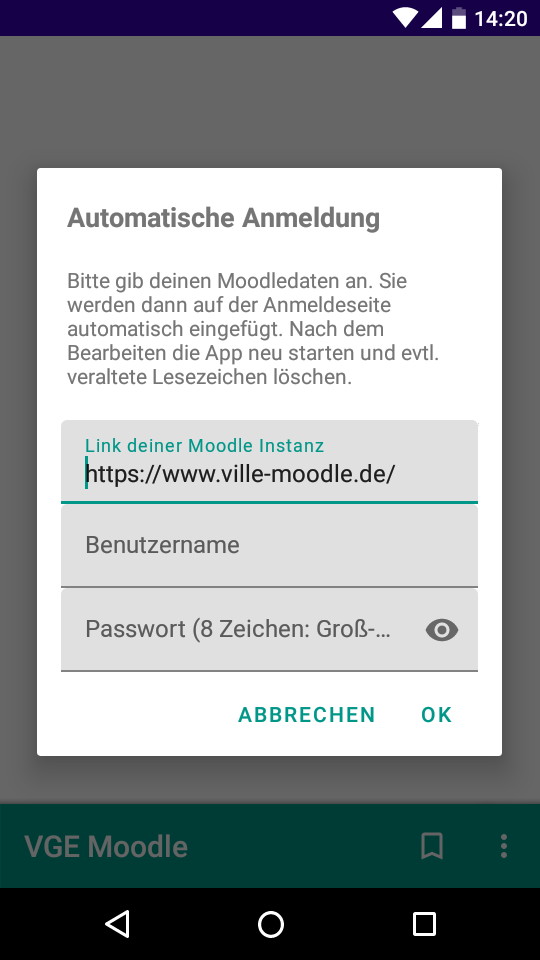 14:20
Automatische Anmeldung
Bitte gib deinen Moodledaten an. Sie
werden dann auf der Anmeldeseite
automatisch eingefügt. Nach dem
Bearbeiten die App neu starten und evtl.
veraltete Lesezeichen löschen.
Link deiner Moodle Instanz
https://www.ville-moodle.de/
Benutzername
Passwort (8 Zeichen: Groß-...
ABBRECHEN OK
VGE Moodle